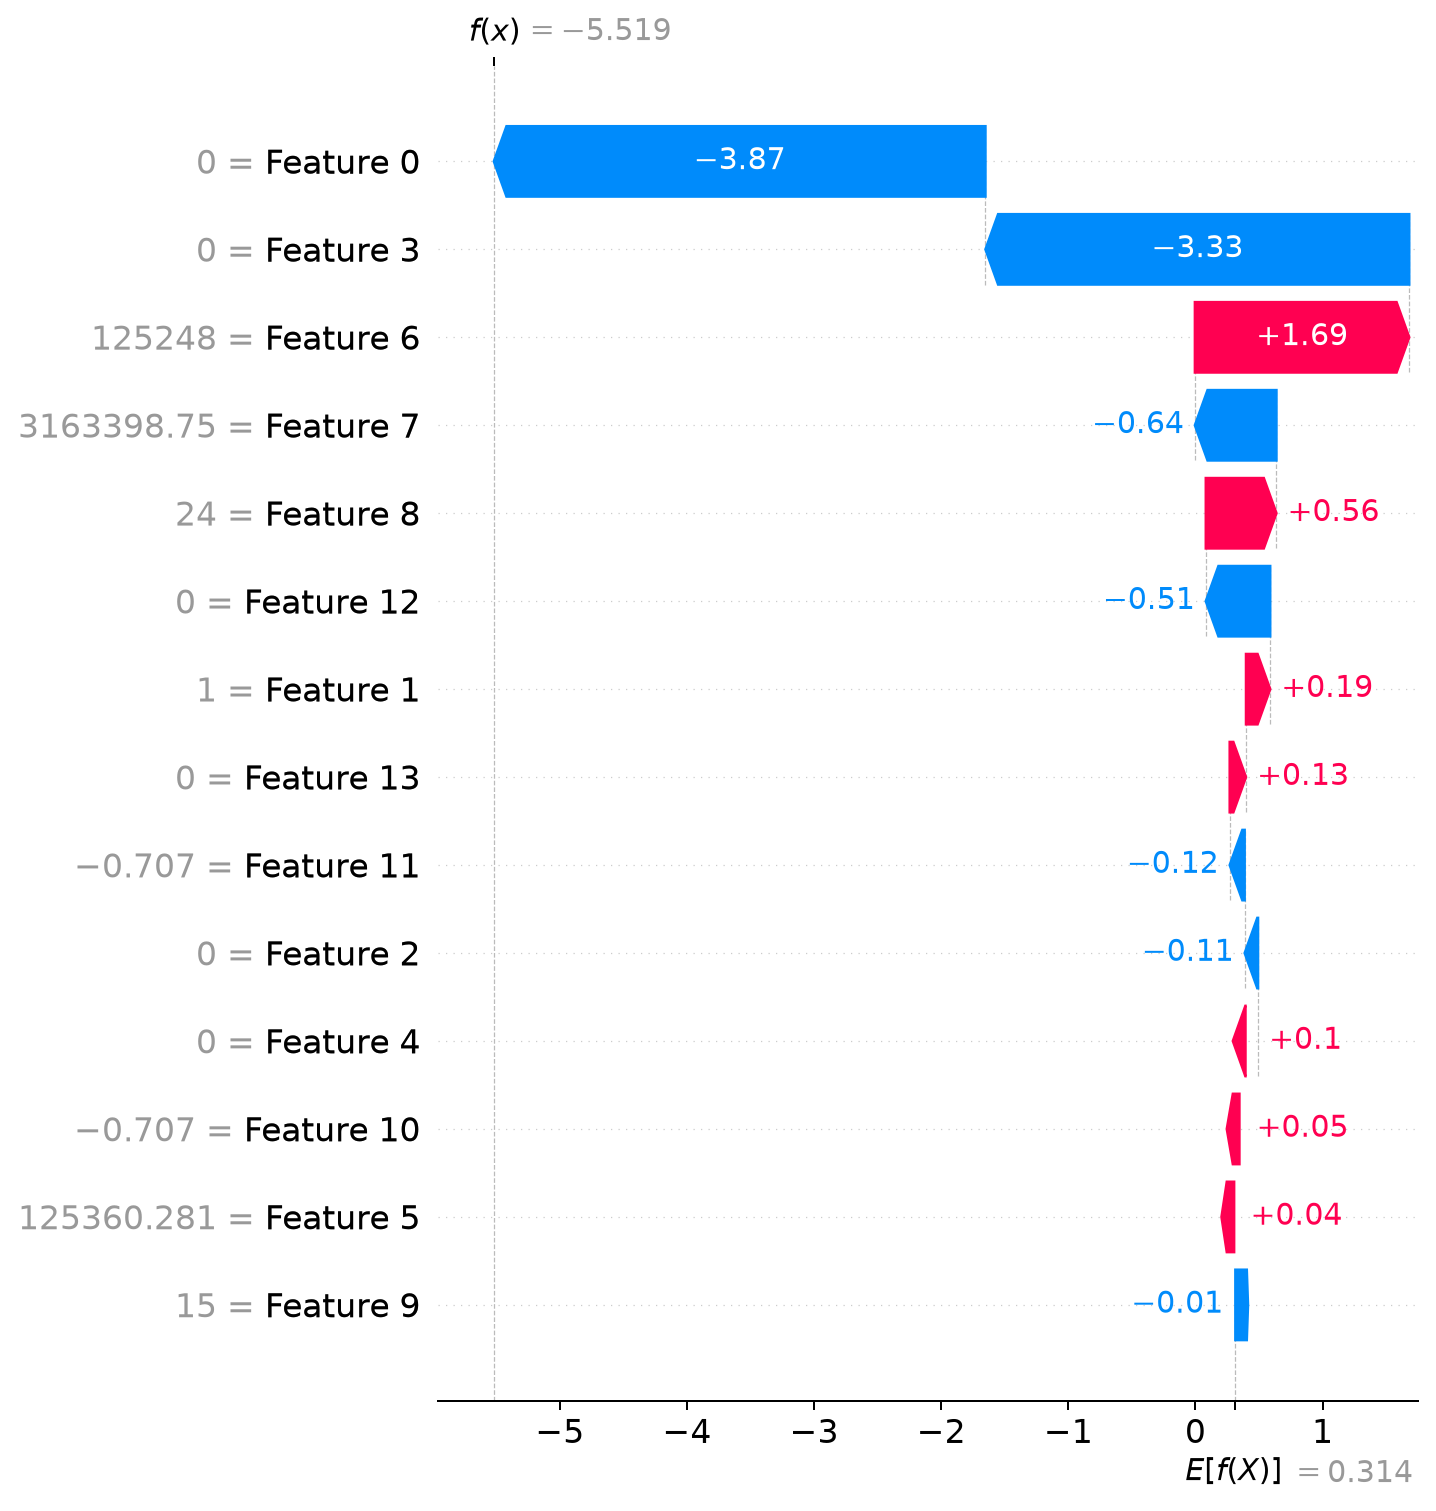 f(x) = −5.519
0 = Feature 0 −3.87
0 = Feature 3 −3.33
125248 = Feature 6 +1.69
3163398.75 = Feature 7 −0.64
24 = Feature 8 +0.56
0 = Feature 12 −0.51
1 = Feature 1 +0.19
0 = Feature 13 +0.13
−0.707 = Feature 11 −0.12
0 = Feature 2 −0.11
0 = Feature 4 +0.1
−0.707 = Feature 10 +0.05
125360.281 = Feature 5 +0.04
15 = Feature 9 −0.01
−5 −4 −3 −2 −1 0 1
E[f(X)] = 0.314